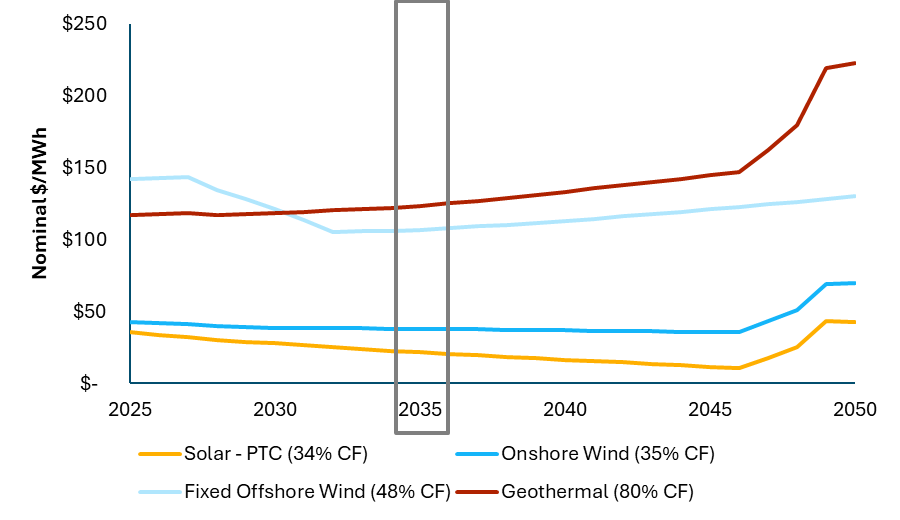 $250
$200
$150
$100
$50
$-
Nominal $/MWh
2025 2030 2035 2040 2045 2050
Solar - PTC (34% CF) Onshore Wind (35% CF)
Fixed Offshore Wind (48% CF) Geothermal (80% CF)